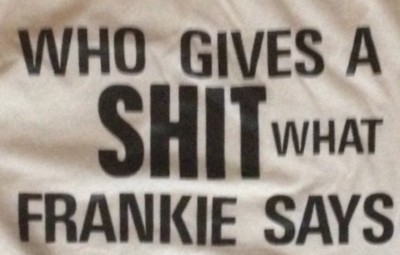 WHO GIVES A
SHIT WHAT
FRANKIE SAYS